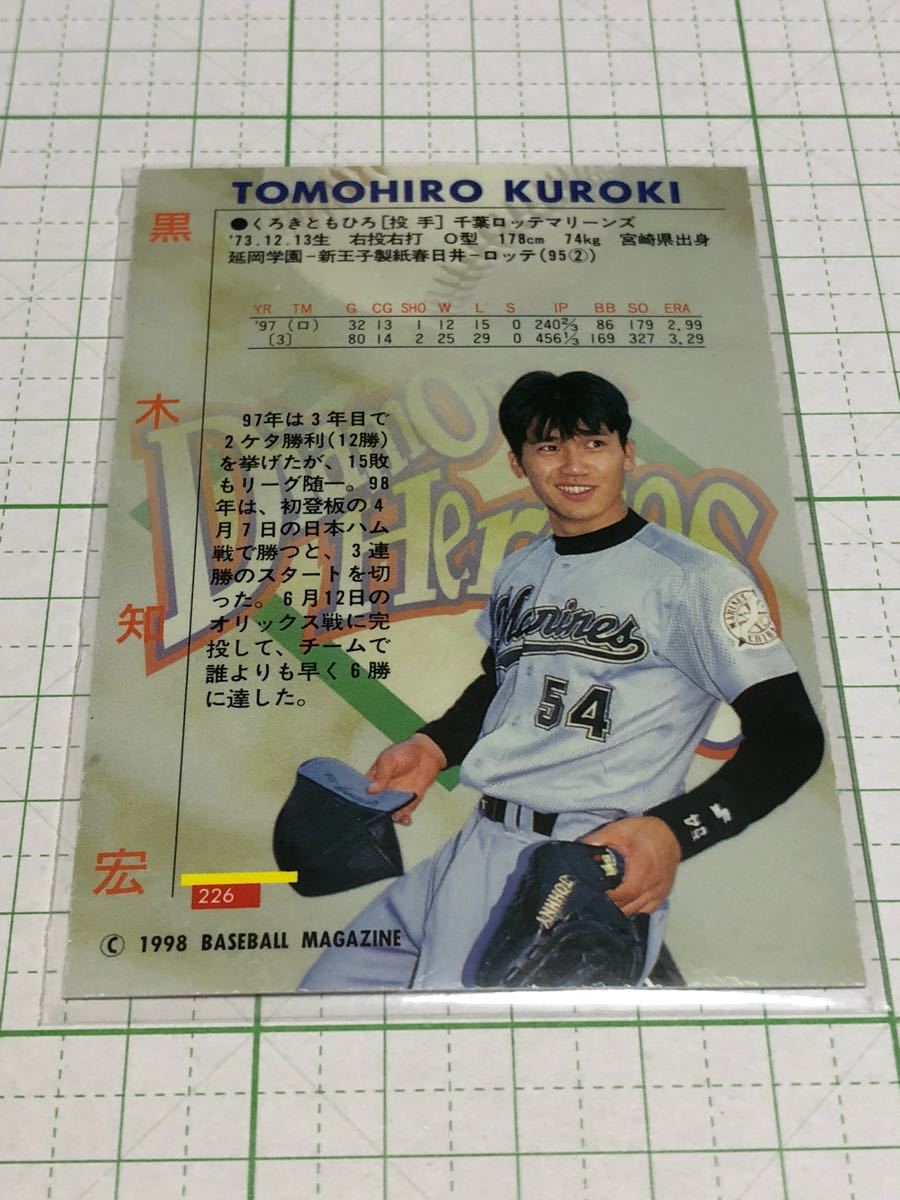 TOMOHIRO KUROKI
黒木知宏
●くろきともひろ[投 手] 千葉ロッテマリーンズ
'73.12.13生 右投右打 O型 178cm 74kg 宮崎県出身
延岡学園−新王子製紙春日井−ロッテ(95②)
YR TM G CG SHO W L S IP BB SO ERA
'97 (ロ) 32 13 1 12 15 0 240⅔ 86 179 2.99
〔3〕 80 14 2 25 29 0 456⅓ 169 327 3.29
97年は3年目で
2ケタ勝利(12勝)
を挙げたが、15敗
もリーグ随一。98
年は、初登板の4
月7日の日本ハム
戦で勝つと、3連
勝のスタートを切
った。6月12日の
オリックス戦に完
投して、チームで
誰よりも早く6勝
に達した。
Diamond
Heroes
Marines
54
MARINES
CHIBA
54
JOHNNY
226
© 1998 BASEBALL MAGAZINE